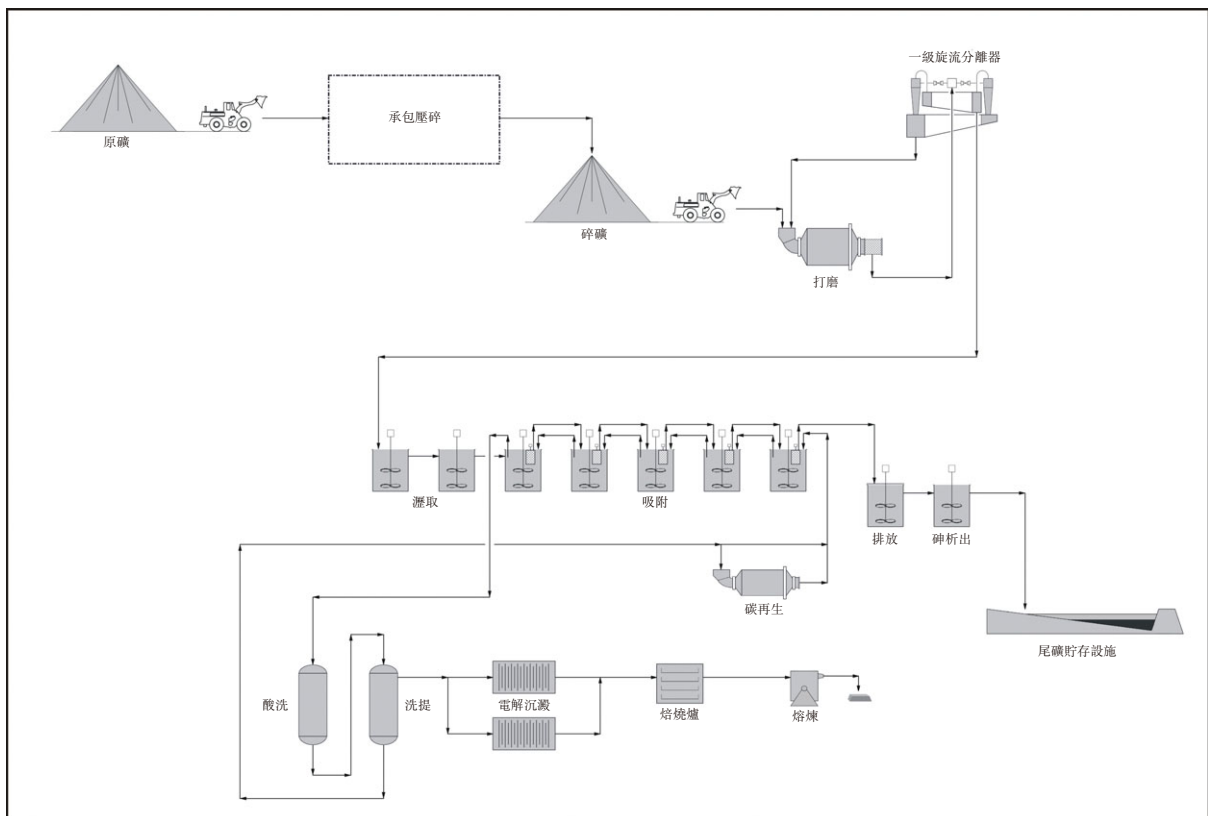 一級旋流分離器
承包壓碎
原礦
碎礦
打磨
瀝取
吸附
排放
砷析出
碳再生
尾礦貯存設施
酸洗
洗提
電解沉澱
焙燒爐
熔煉